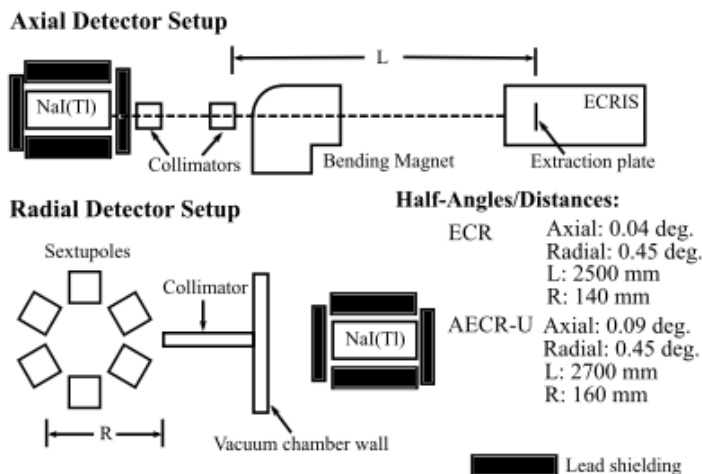 Axial Detector Setup
L
NaI(Tl)
ECRIS
Collimators
Bending Magnet
Extraction plate
Radial Detector Setup
Half-Angles/Distances:
Sextupoles
ECR
Axial: 0.04 deg.
Radial: 0.45 deg.
L: 2500 mm
R: 140 mm
Collimator
NaI(Tl)
AECR-U
Axial: 0.09 deg.
Radial: 0.45 deg.
L: 2700 mm
R: 160 mm
R
Vacuum chamber wall
Lead shielding